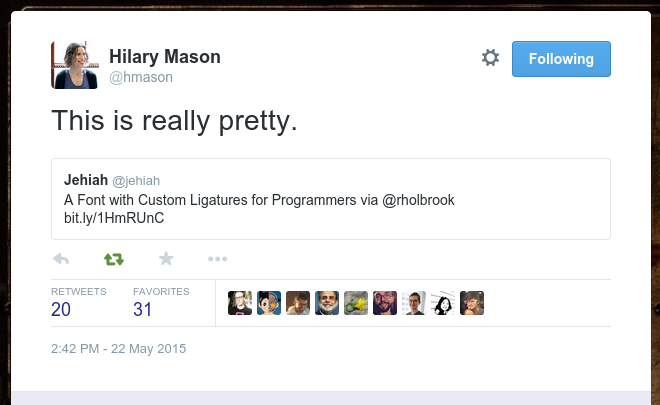 Hilary Mason
@hmason
Following
This is really pretty.
Jehiah @jehiah
A Font with Custom Ligatures for Programmers via @rholbrook
bit.ly/1HmRUnC
RETWEETS FAVORITES
20 31
2:42 PM - 22 May 2015